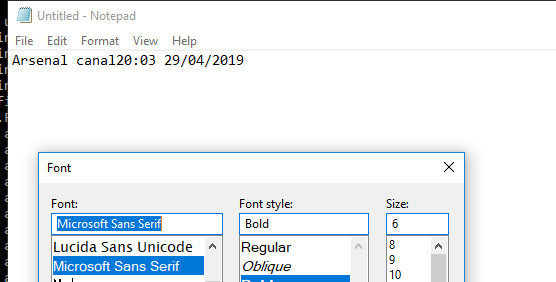 Untitled - Notepad
File Edit Format View Help
Arsenal canal20:03 29/04/2019
Font
Font: Font style: Size:
Microsoft Sans Serif Bold 6
Lucida Sans Unicode Regular 8
Microsoft Sans Serif Oblique 9
10